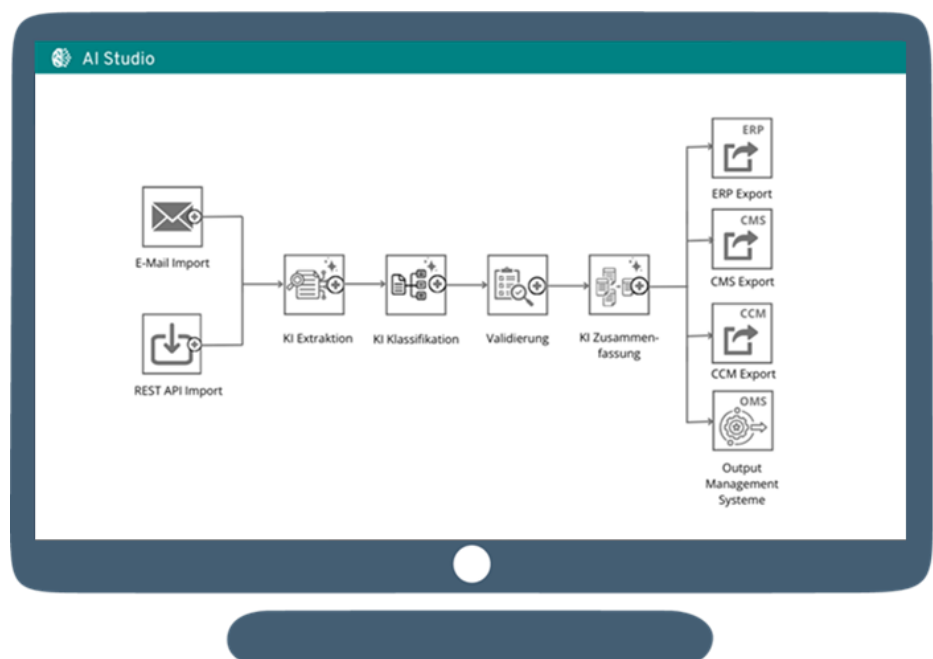 AI Studio
E-Mail Import
REST API Import
KI Extraktion
KI Klassifikation
Validierung
KI Zusammen-
fassung
ERP
ERP Export
CMS
CMS Export
CCM
CCM Export
OMS
Output
Management
Systeme